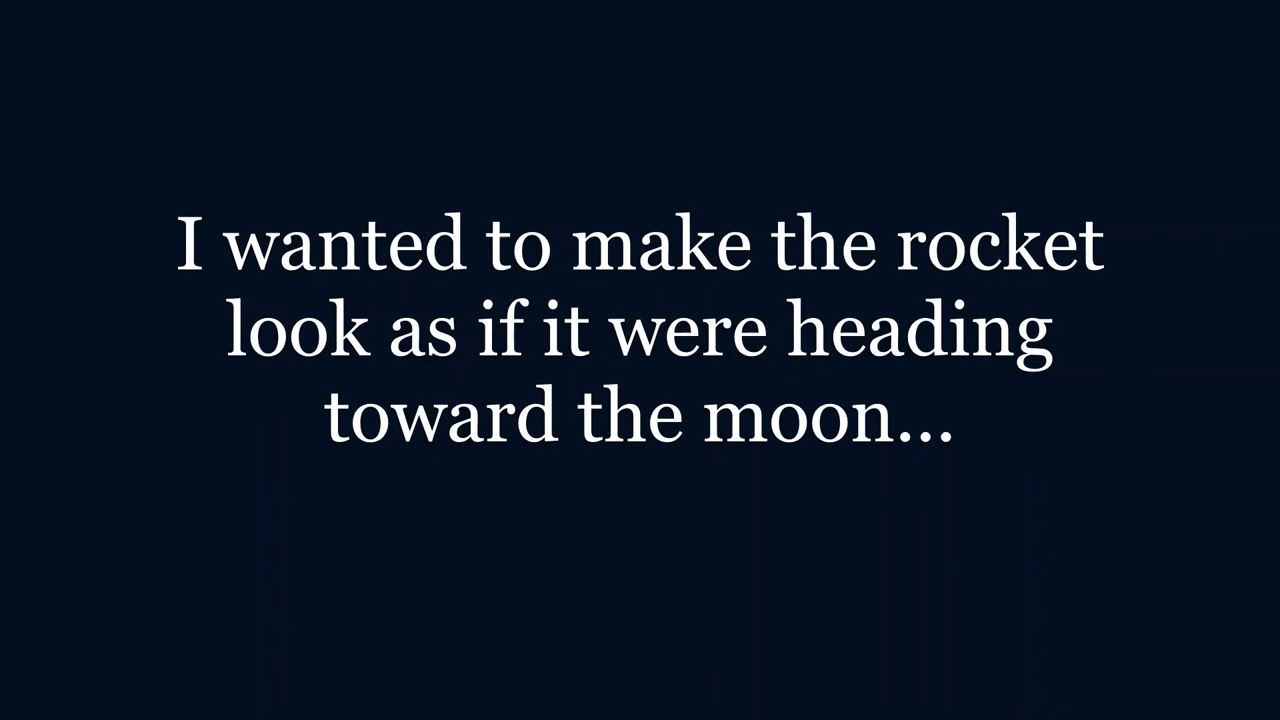 I wanted to make the rocket
look as if it were heading
toward the moon...